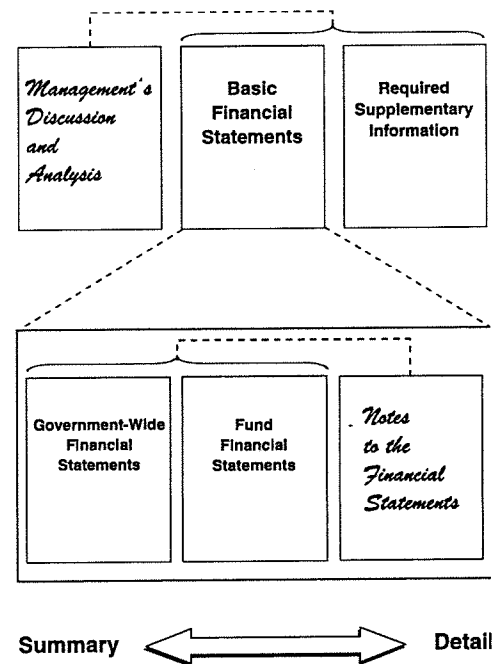 Management's
Discussion
and
Analysis
Basic
Financial
Statements
Required
Supplementary
Information
Government-Wide
Financial
Statements
Fund
Financial
Statements
Notes
to the
Financial
Statements
Summary
Detail